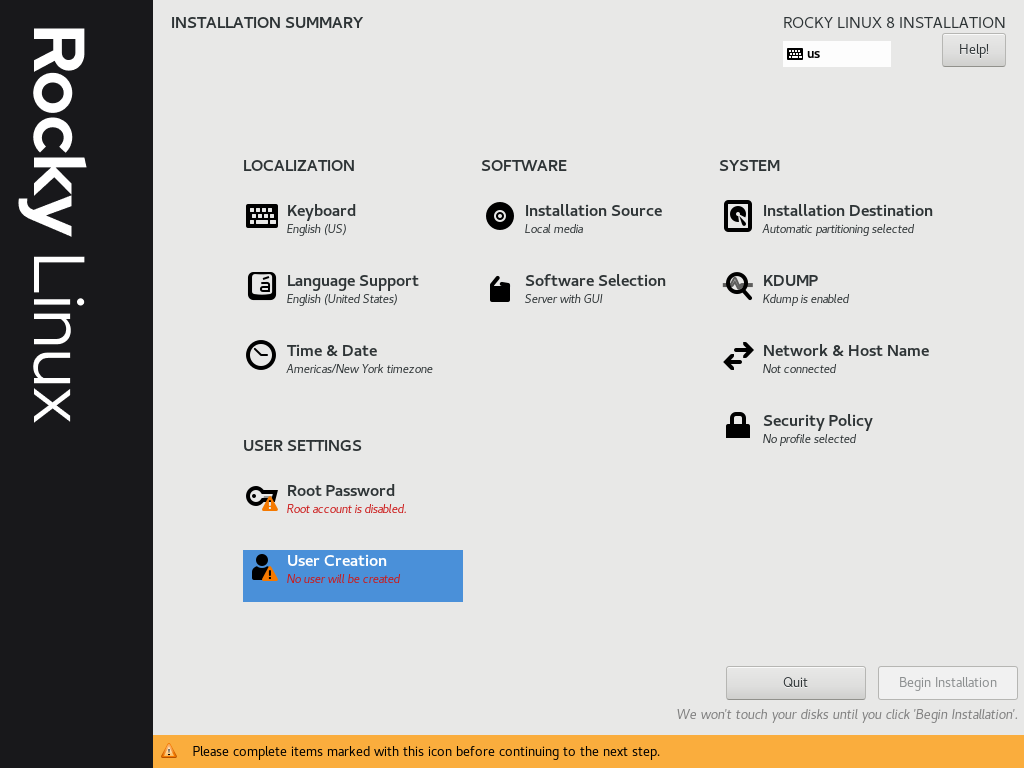 Rocky Linux
INSTALLATION SUMMARY
ROCKY LINUX 8 INSTALLATION
us
Help!
LOCALIZATION
Keyboard
English (US)
Language Support
English (United States)
Time & Date
Americas/New York timezone
SOFTWARE
Installation Source
Local media
Software Selection
Server with GUI
SYSTEM
Installation Destination
Automatic partitioning selected
KDUMP
Kdump is enabled
Network & Host Name
Not connected
Security Policy
No profile selected
USER SETTINGS
Root Password
Root account is disabled.
User Creation
No user will be created
Quit
Begin Installation
We won't touch your disks until you click 'Begin Installation'.
Please complete items marked with this icon before continuing to the next step.